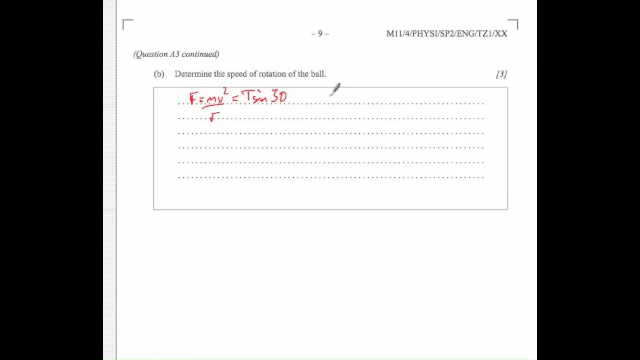 – 9 –
M11/4/PHYSI/SP2/ENG/TZ1/XX
(Question A3 continued)
(b) Determine the speed of rotation of the ball. [3]
F = mv² / r = T sin 30